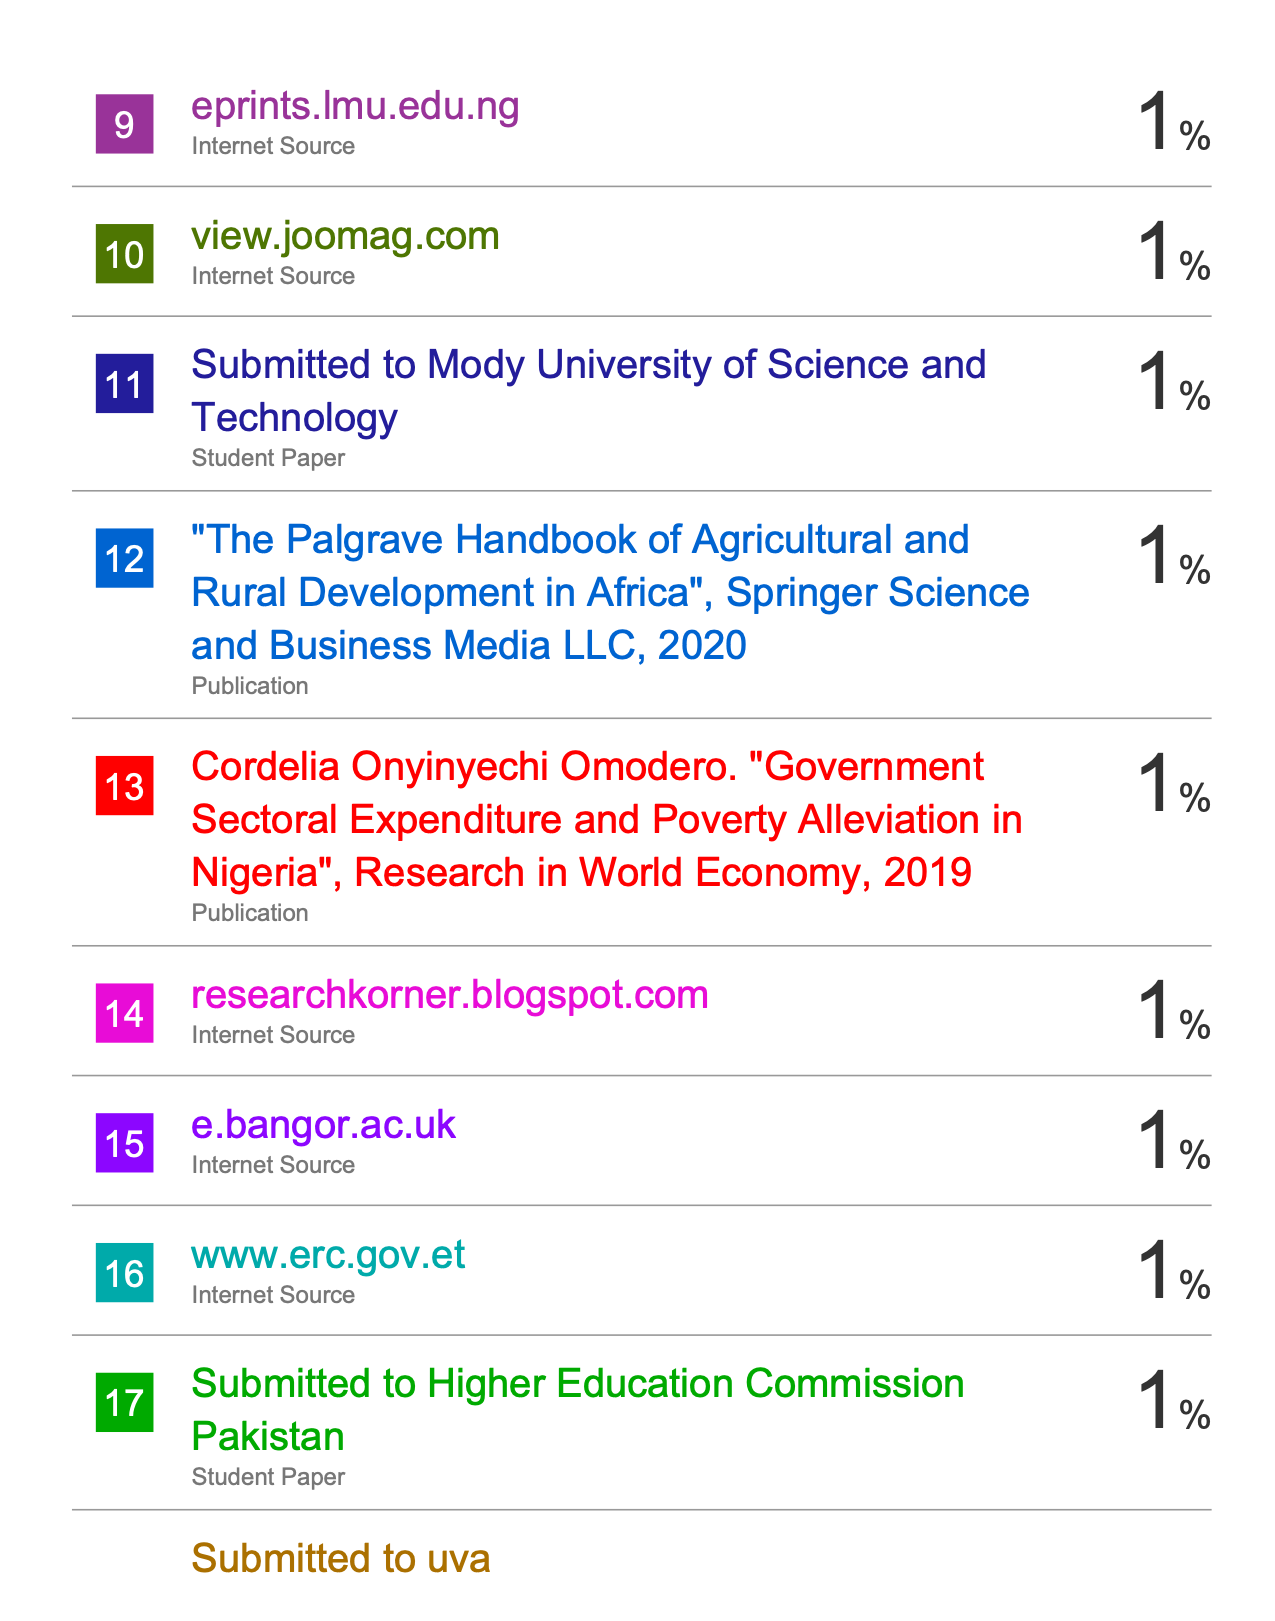 9 eprints.lmu.edu.ng 1%
Internet Source
10 view.joomag.com 1%
Internet Source
11 Submitted to Mody University of Science and 1%
Technology
Student Paper
12 "The Palgrave Handbook of Agricultural and 1%
Rural Development in Africa", Springer Science
and Business Media LLC, 2020
Publication
13 Cordelia Onyinyechi Omodero. "Government 1%
Sectoral Expenditure and Poverty Alleviation in
Nigeria", Research in World Economy, 2019
Publication
14 researchkorner.blogspot.com 1%
Internet Source
15 e.bangor.ac.uk 1%
Internet Source
16 www.erc.gov.et 1%
Internet Source
17 Submitted to Higher Education Commission 1%
Pakistan
Student Paper
Submitted to uva